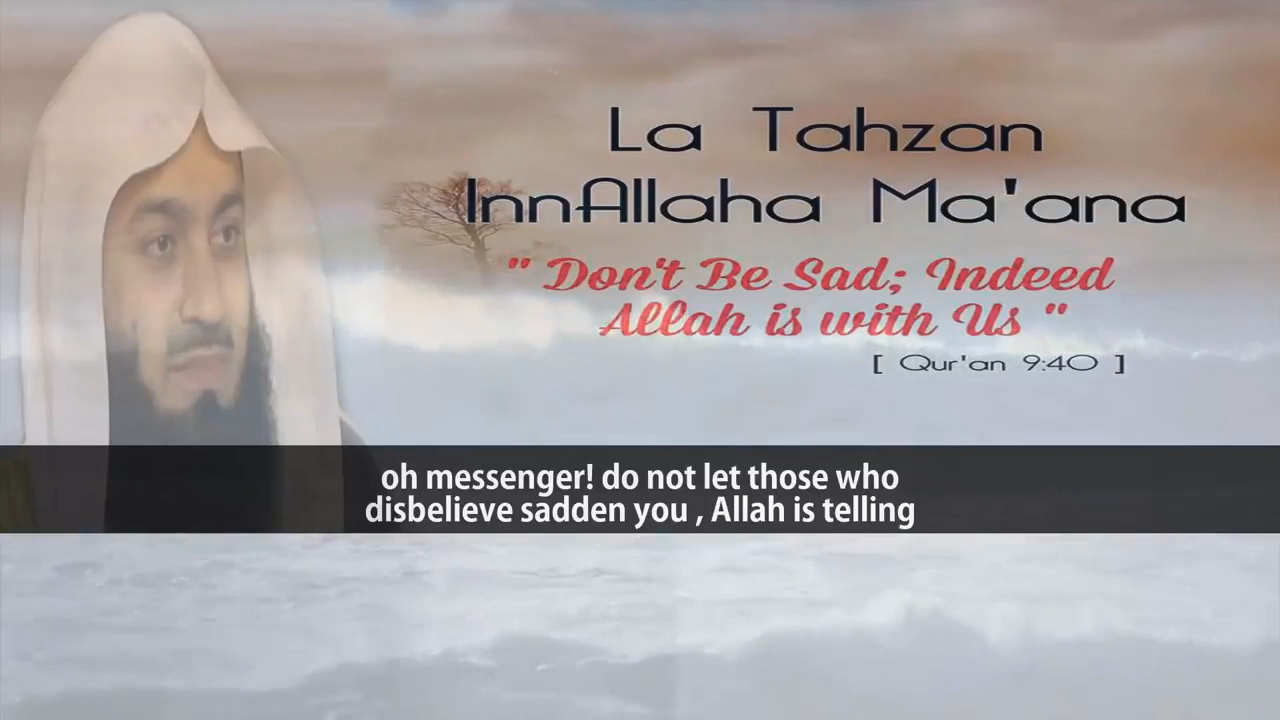 La Tahzan
InnAllaha Ma'ana
" Don't Be Sad; Indeed
Allah is with Us "
[ Qur'an 9:40 ]
oh messenger! do not let those who
disbelieve sadden you , Allah is telling